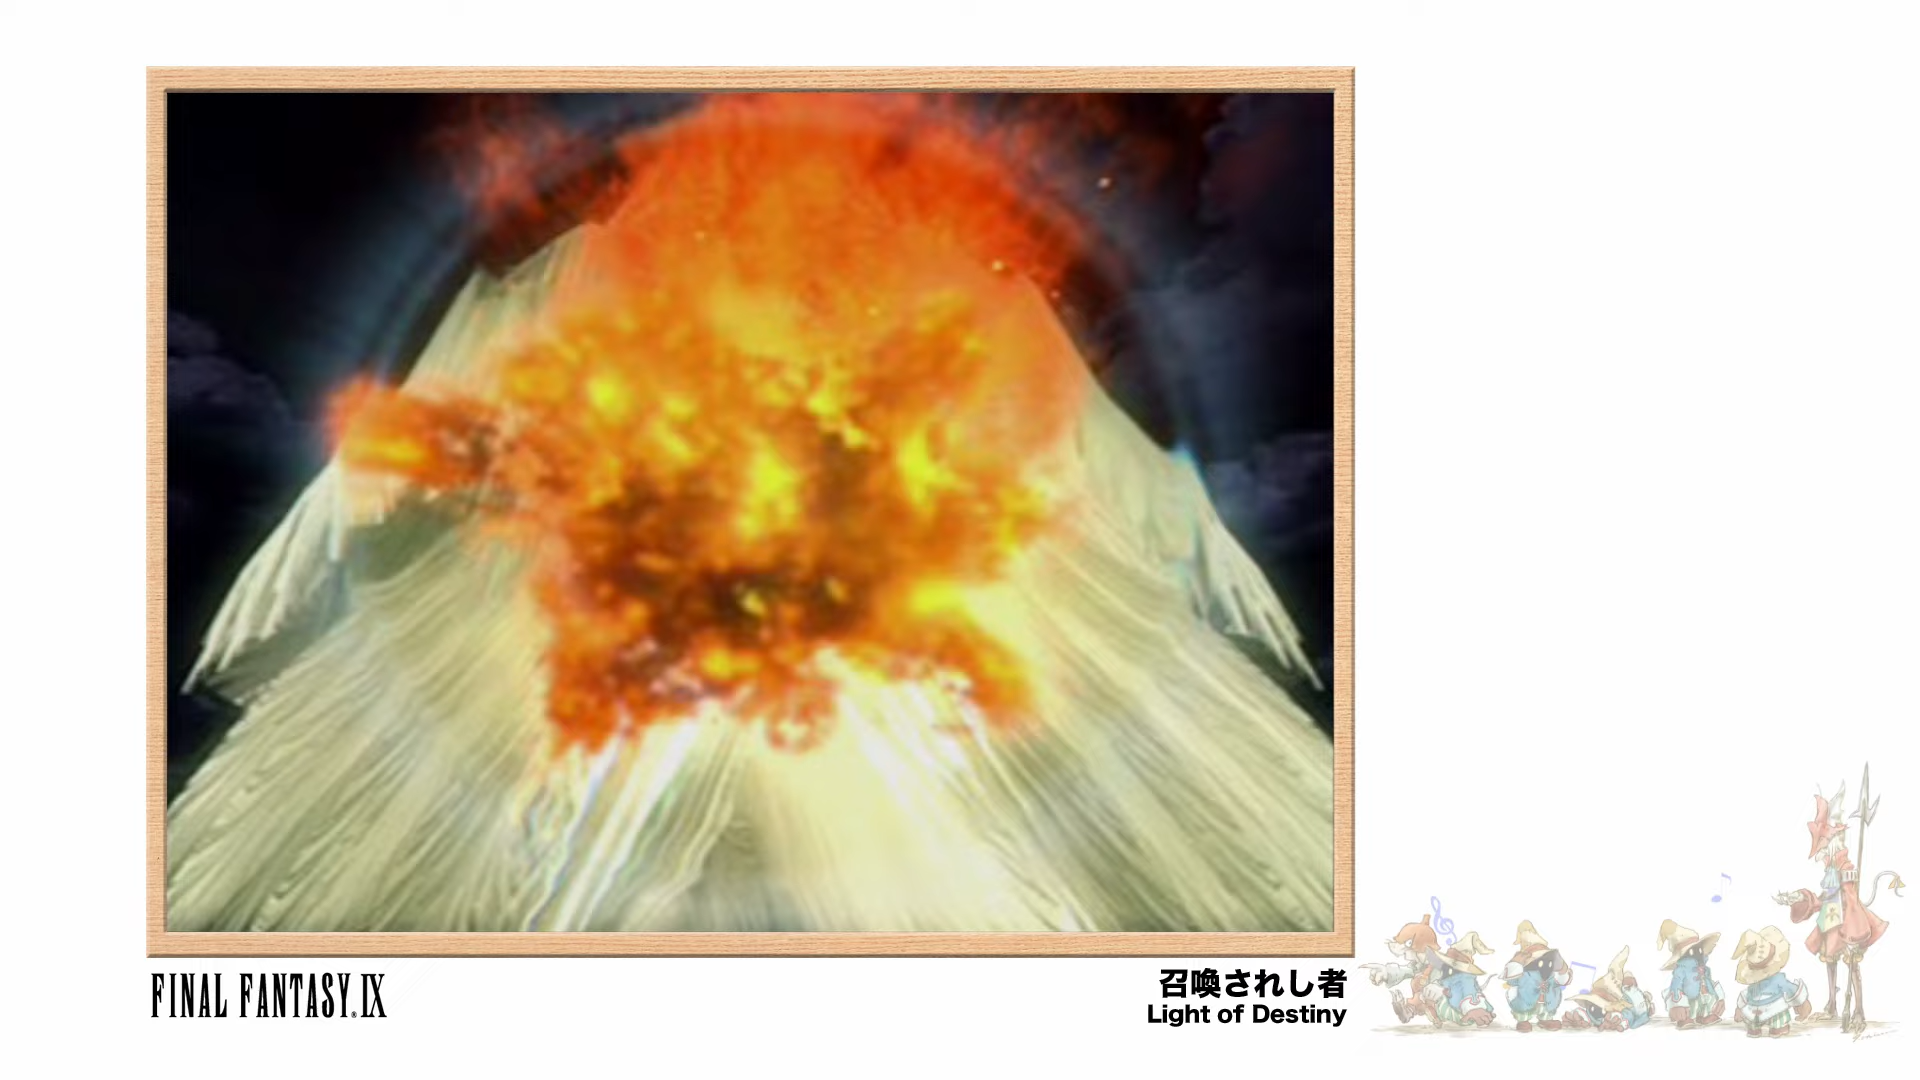 FINAL FANTASY IX
召喚されし者
Light of Destiny